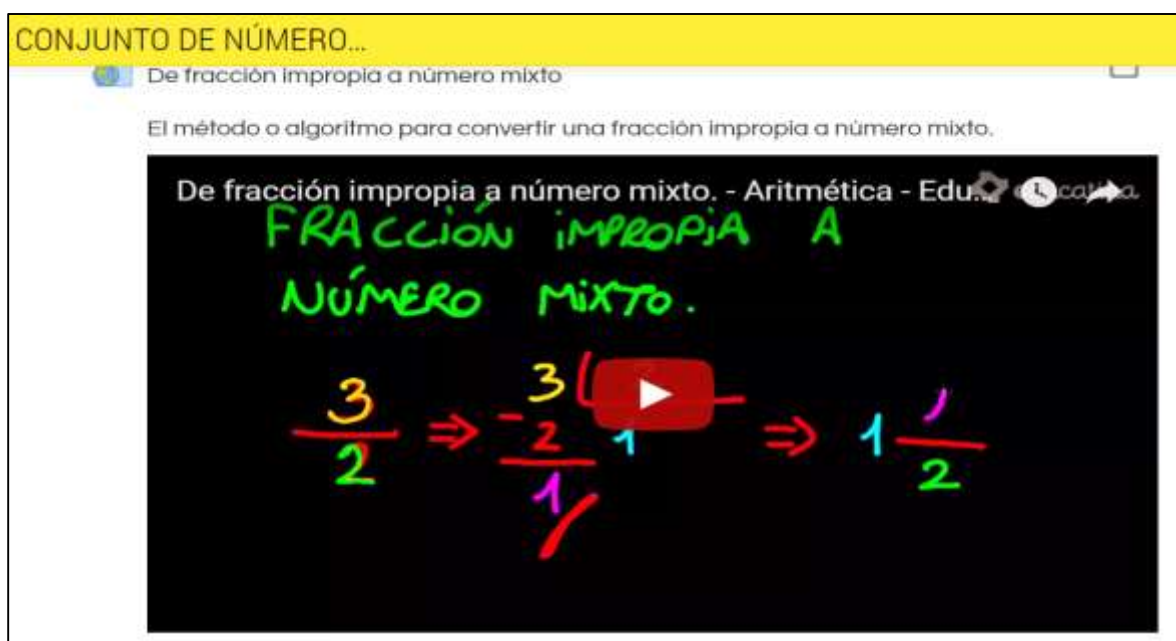 CONJUNTO DE NÚMERO...
De fracción impropia a número mixto
El método o algoritmo para convertir una fracción impropia a número mixto.
De fracción impropia a número mixto. - Aritmética - Edu...
FRACCIÓN IMPROPIA A
NÚMERO MIXTO.
3 3 1
2 ⇒ - 2 1 ⇒ 1 2
1